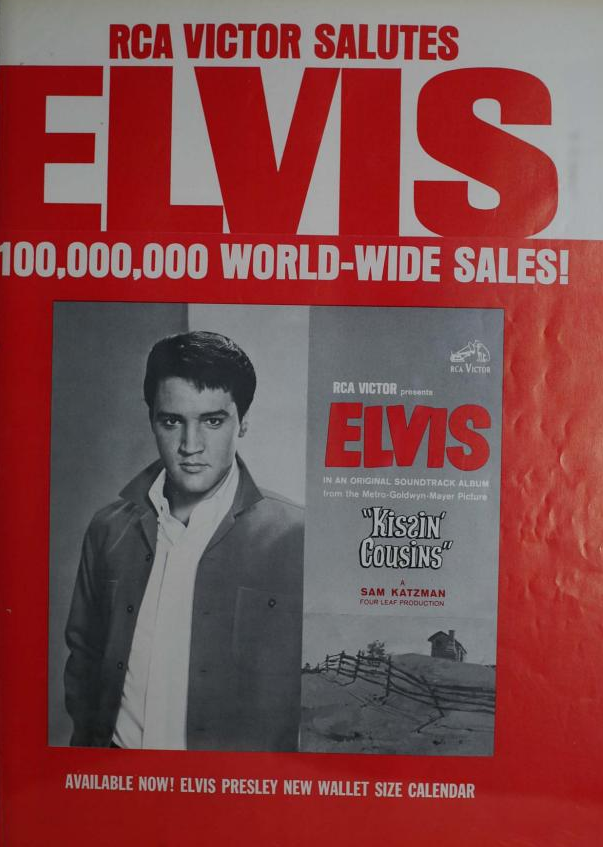 RCA VICTOR SALUTES
ELVIS
100,000,000 WORLD-WIDE SALES!
RCA VICTOR
RCA VICTOR presents
ELVIS
IN AN ORIGINAL SOUNDTRACK ALBUM
from the Metro-Goldwyn-Mayer Picture
"Kissin'
Cousins"
A
SAM KATZMAN
FOUR LEAF PRODUCTION
AVAILABLE NOW! ELVIS PRESLEY NEW WALLET SIZE CALENDAR